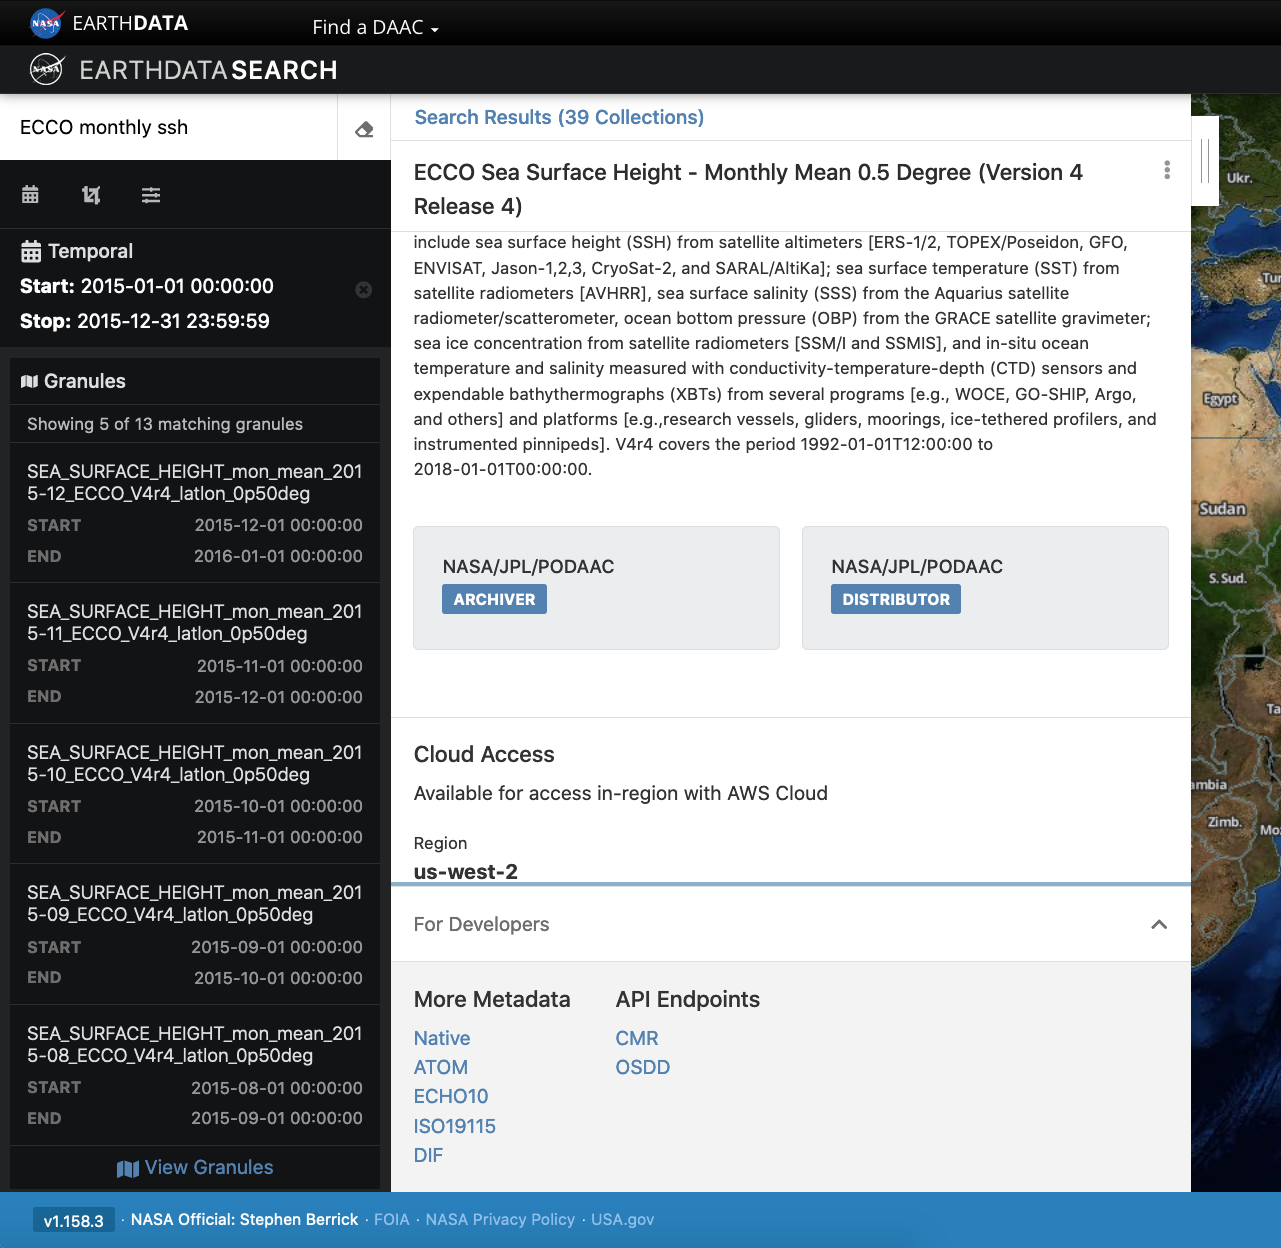 EARTHDATA
Find a DAAC
EARTHDATA SEARCH
ECCO monthly ssh
Temporal
Start: 2015-01-01 00:00:00
Stop: 2015-12-31 23:59:59
Granules
Showing 5 of 13 matching granules
SEA_SURFACE_HEIGHT_mon_mean_201
5-12_ECCO_V4r4_latlon_0p50deg
START 2015-12-01 00:00:00
END 2016-01-01 00:00:00
SEA_SURFACE_HEIGHT_mon_mean_201
5-11_ECCO_V4r4_latlon_0p50deg
START 2015-11-01 00:00:00
END 2015-12-01 00:00:00
SEA_SURFACE_HEIGHT_mon_mean_201
5-10_ECCO_V4r4_latlon_0p50deg
START 2015-10-01 00:00:00
END 2015-11-01 00:00:00
SEA_SURFACE_HEIGHT_mon_mean_201
5-09_ECCO_V4r4_latlon_0p50deg
START 2015-09-01 00:00:00
END 2015-10-01 00:00:00
SEA_SURFACE_HEIGHT_mon_mean_201
5-08_ECCO_V4r4_latlon_0p50deg
START 2015-08-01 00:00:00
END 2015-09-01 00:00:00
View Granules
Search Results (39 Collections)
ECCO Sea Surface Height - Monthly Mean 0.5 Degree (Version 4
Release 4)
include sea surface height (SSH) from satellite altimeters [ERS-1/2, TOPEX/Poseidon, GFO,
ENVISAT, Jason-1,2,3, CryoSat-2, and SARAL/AltiKa]; sea surface temperature (SST) from
satellite radiometers [AVHRR], sea surface salinity (SSS) from the Aquarius satellite
radiometer/scatterometer, ocean bottom pressure (OBP) from the GRACE satellite gravimeter;
sea ice concentration from satellite radiometers [SSM/I and SSMIS], and in-situ ocean
temperature and salinity measured with conductivity-temperature-depth (CTD) sensors and
expendable bathythermographs (XBTs) from several programs [e.g., WOCE, GO-SHIP, Argo,
and others] and platforms [e.g.,research vessels, gliders, moorings, ice-tethered profilers, and
instrumented pinnipeds]. V4r4 covers the period 1992-01-01T12:00:00 to
2018-01-01T00:00:00.
NASA/JPL/PODAAC
ARCHIVER
NASA/JPL/PODAAC
DISTRIBUTOR
Cloud Access
Available for access in-region with AWS Cloud
Region
us-west-2
For Developers
More Metadata
Native
ATOM
ECHO10
ISO19115
DIF
API Endpoints
CMR
OSDD
Ukr.
Tur
Egypt
Sudan
S. Sud.
Ta
ambia
Zimb.
Mo
v1.158.3 · NASA Official: Stephen Berrick · FOIA · NASA Privacy Policy · USA.gov